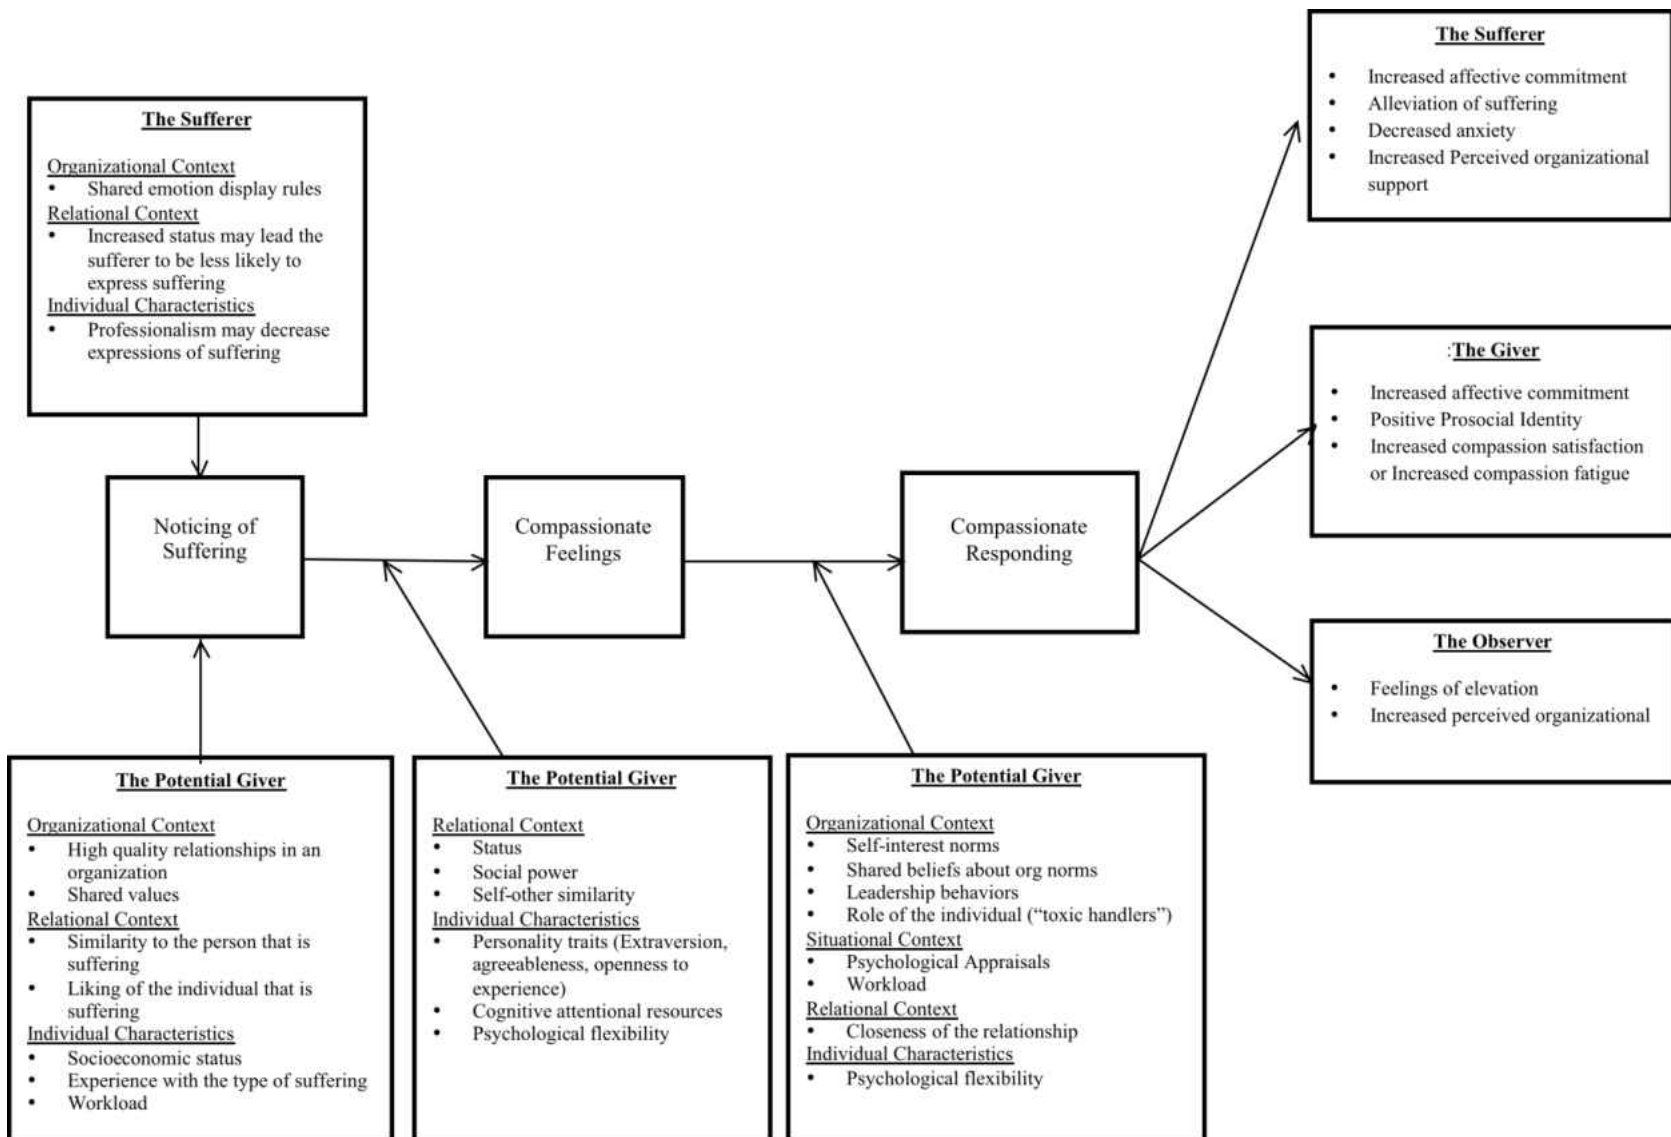 The Sufferer
Organizational Context
• Shared emotion display rules
Relational Context
• Increased status may lead the
sufferer to be less likely to
express suffering
Individual Characteristics
• Professionalism may decrease
expressions of suffering
Noticing of
Suffering
Compassionate
Feelings
Compassionate
Responding
The Sufferer
• Increased affective commitment
• Alleviation of suffering
• Decreased anxiety
• Increased Perceived organizational
support
:The Giver
• Increased affective commitment
• Positive Prosocial Identity
• Increased compassion satisfaction
or Increased compassion fatigue
The Observer
• Feelings of elevation
• Increased perceived organizational
The Potential Giver
Organizational Context
• High quality relationships in an
organization
• Shared values
Relational Context
• Similarity to the person that is
suffering
• Liking of the individual that is
suffering
Individual Characteristics
• Socioeconomic status
• Experience with the type of suffering
• Workload
The Potential Giver
Relational Context
• Status
• Social power
• Self-other similarity
Individual Characteristics
• Personality traits (Extraversion,
agreeableness, openness to
experience)
• Cognitive attentional resources
• Psychological flexibility
The Potential Giver
Organizational Context
• Self-interest norms
• Shared beliefs about org norms
• Leadership behaviors
• Role of the individual (“toxic handlers”)
Situational Context
• Psychological Appraisals
• Workload
Relational Context
• Closeness of the relationship
Individual Characteristics
• Psychological flexibility